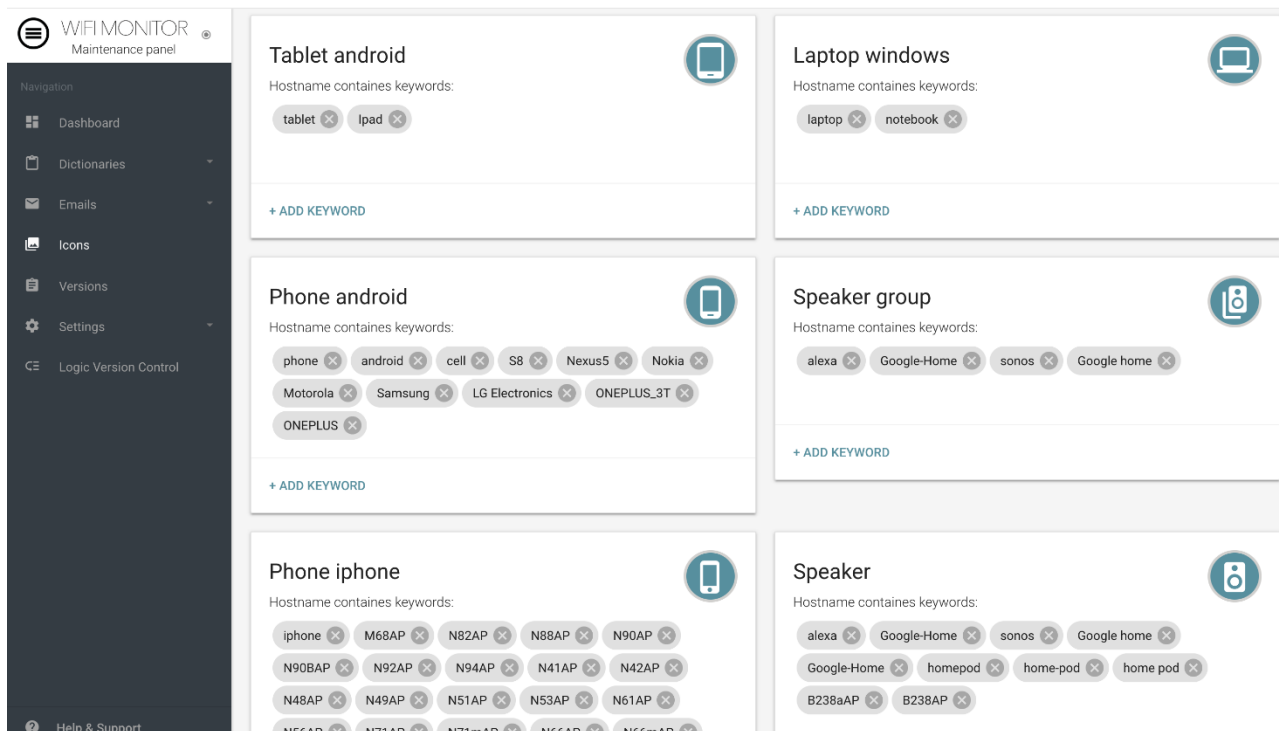 WIFI MONITOR
Maintenance panel
Navigation
Dashboard
Dictionaries
Emails
Icons
Versions
Settings
Logic Version Control
Help & Support
Tablet android
Hostname containes keywords:
tablet Ipad
+ ADD KEYWORD
Laptop windows
Hostname containes keywords:
laptop notebook
+ ADD KEYWORD
Phone android
Hostname containes keywords:
phone android cell S8 Nexus5 Nokia
Motorola Samsung LG Electronics ONEPLUS_3T
ONEPLUS
+ ADD KEYWORD
Speaker group
Hostname containes keywords:
alexa Google-Home sonos Google home
+ ADD KEYWORD
Phone iphone
Hostname containes keywords:
iphone M68AP N82AP N88AP N90AP
N90BAP N92AP N94AP N41AP N42AP
N48AP N49AP N51AP N53AP N61AP
N56AP N71AP N71mAP N66AP N66mAP
Speaker
Hostname containes keywords:
alexa Google-Home sonos Google home
Google-Home homepod home-pod home pod
B238aAP B238AP